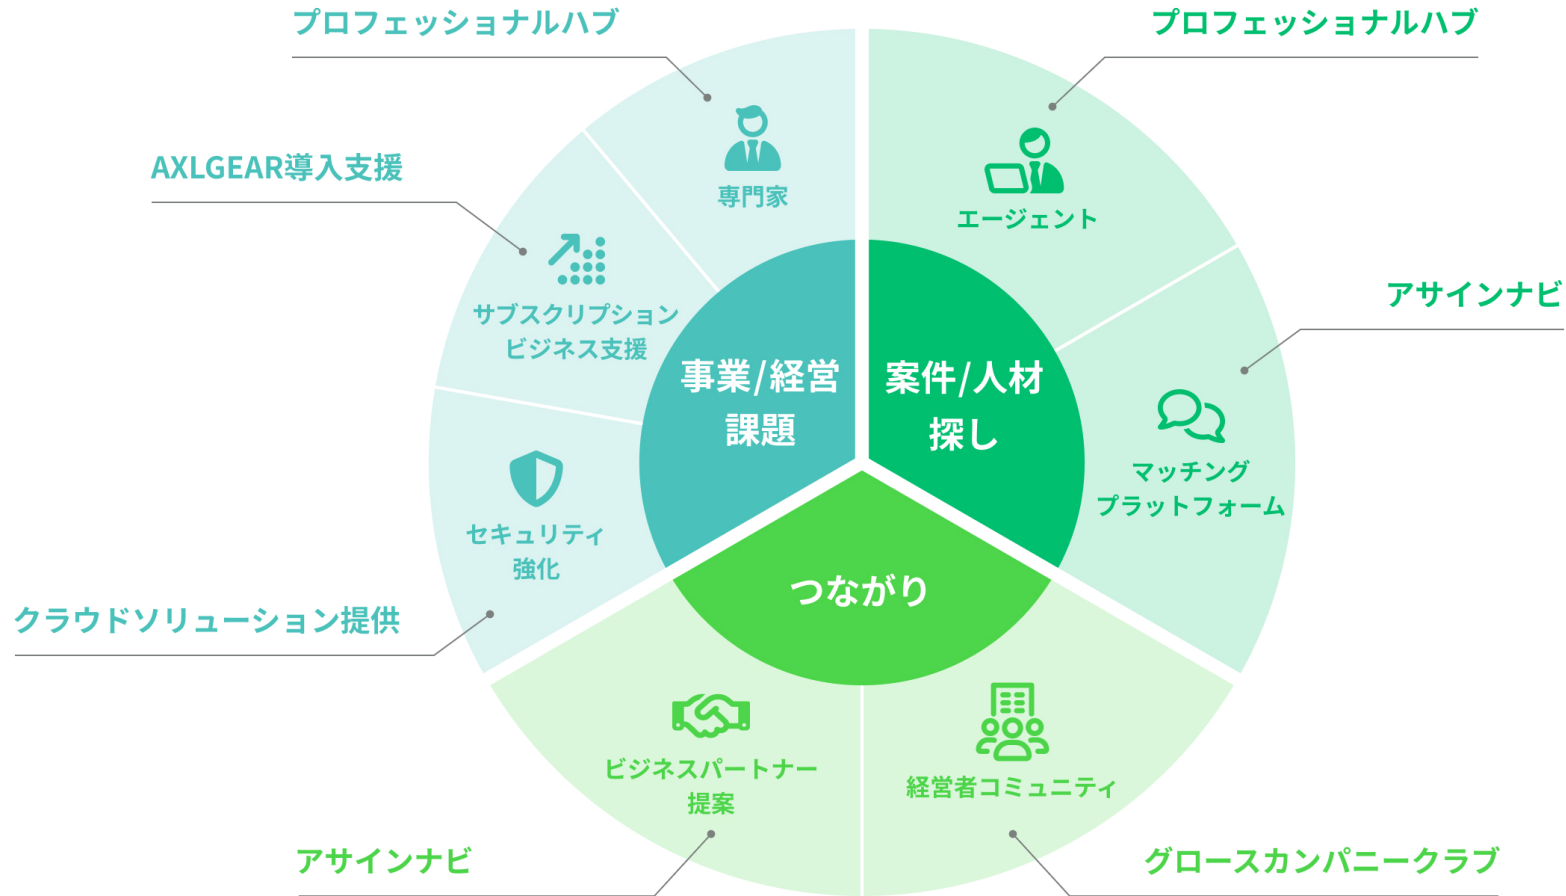 プロフェッショナルハブ
プロフェッショナルハブ
AXLGEAR導入支援
専門家
エージェント
サブスクリプション
ビジネス支援
アサインナビ
事業/経営
課題
案件/人材
探し
マッチング
プラットフォーム
セキュリティ
強化
つながり
クラウドソリューション提供
ビジネスパートナー
提案
経営者コミュニティ
アサインナビ
グロースカンパニークラブ